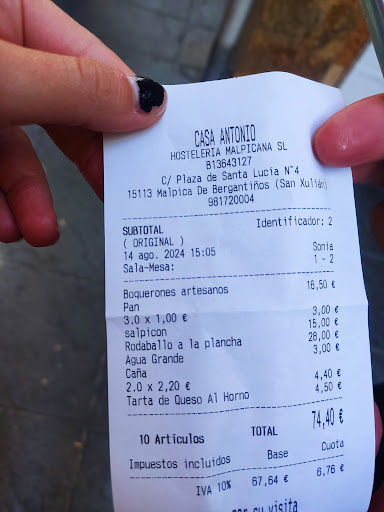 CASA ANTONIO
HOSTELERIA MALPICANA SL
B13643127
C/ Plaza de Santa Lucía Nº4
15113 Malpica De Bergantiños (San Xulián)
981720004
SUBTOTAL Identificador: 2
( ORIGINAL )
14 ago. 2024 15:05 Sonia
Sala-Mesa: 1 - 2
Boquerones artesanos 16,50 €
Pan
3.0 x 1,00 € 3,00 €
salpicon 15,00 €
Rodaballo a la plancha 28,00 €
Agua Grande 3,00 €
Caña
2.0 x 2,20 € 4,40 €
Tarta de Queso Al Horno 4,50 €
10 Artículos TOTAL 74,40 €
Impuestos incluidos Base Cuota
IVA 10% 67,64 € 6,76 €
su visita